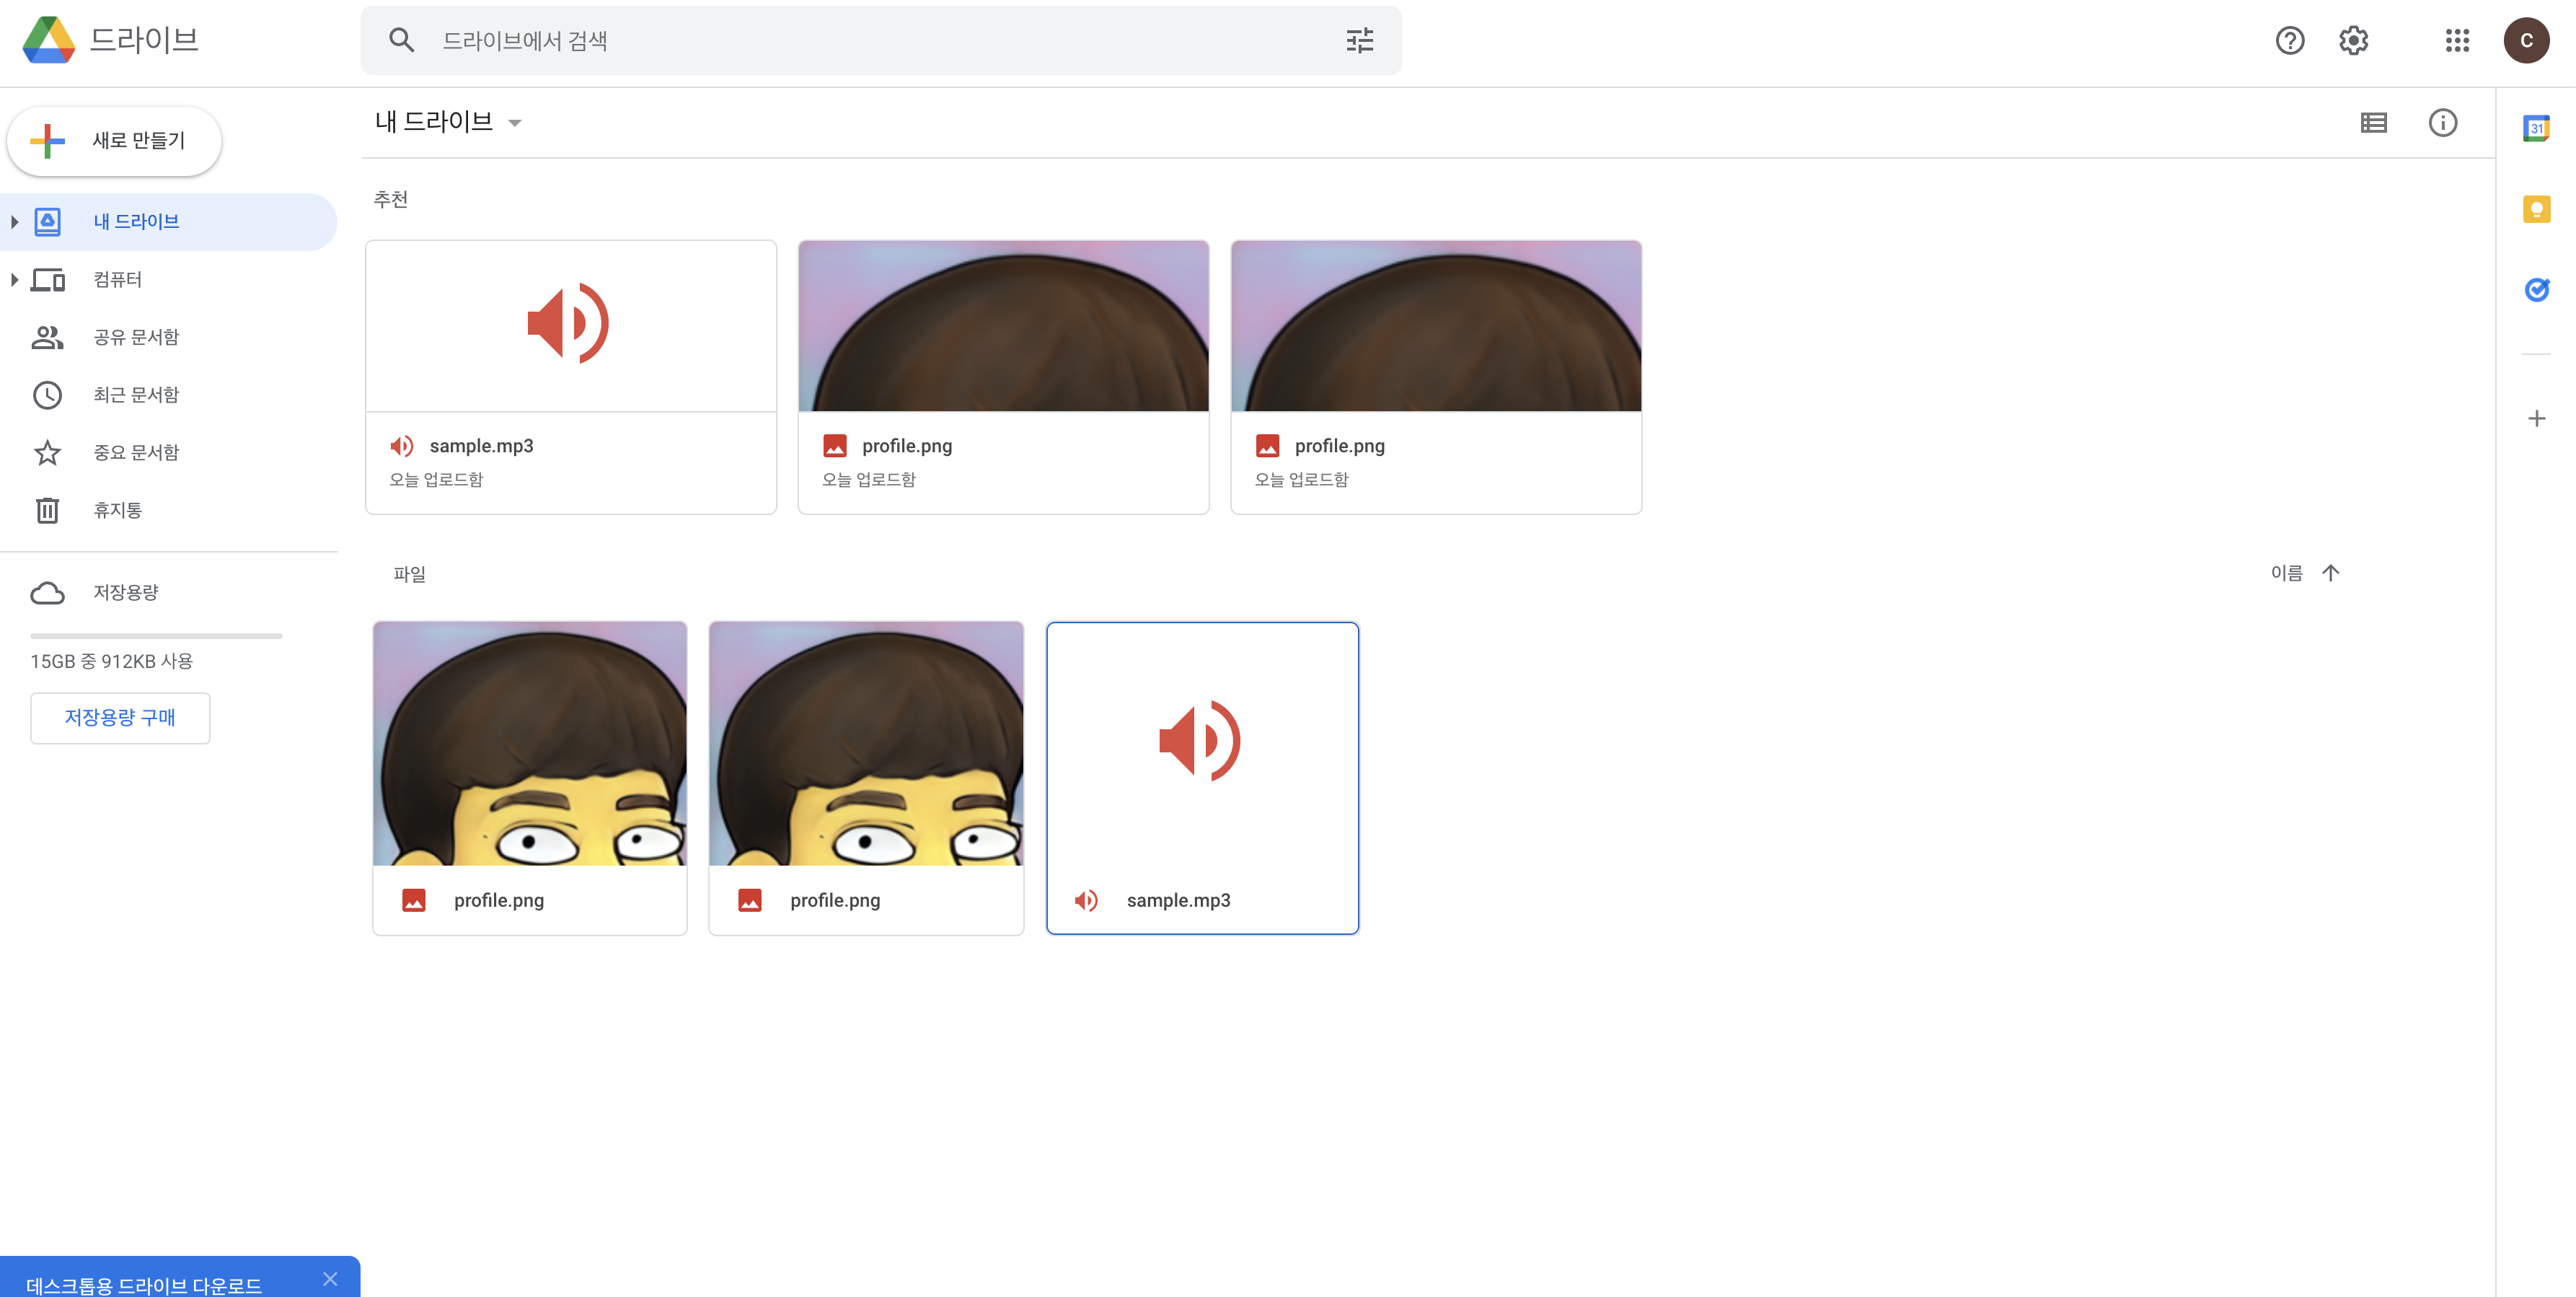 드라이브
드라이브에서 검색
C
새로 만들기
내 드라이브
31
내 드라이브
컴퓨터
공유 문서함
최근 문서함
중요 문서함
휴지통
저장용량
15GB 중 912KB 사용
저장용량 구매
추천
sample.mp3
오늘 업로드함
profile.png
오늘 업로드함
profile.png
오늘 업로드함
파일
이름
profile.png
profile.png
sample.mp3
데스크톱용 드라이브 다운로드